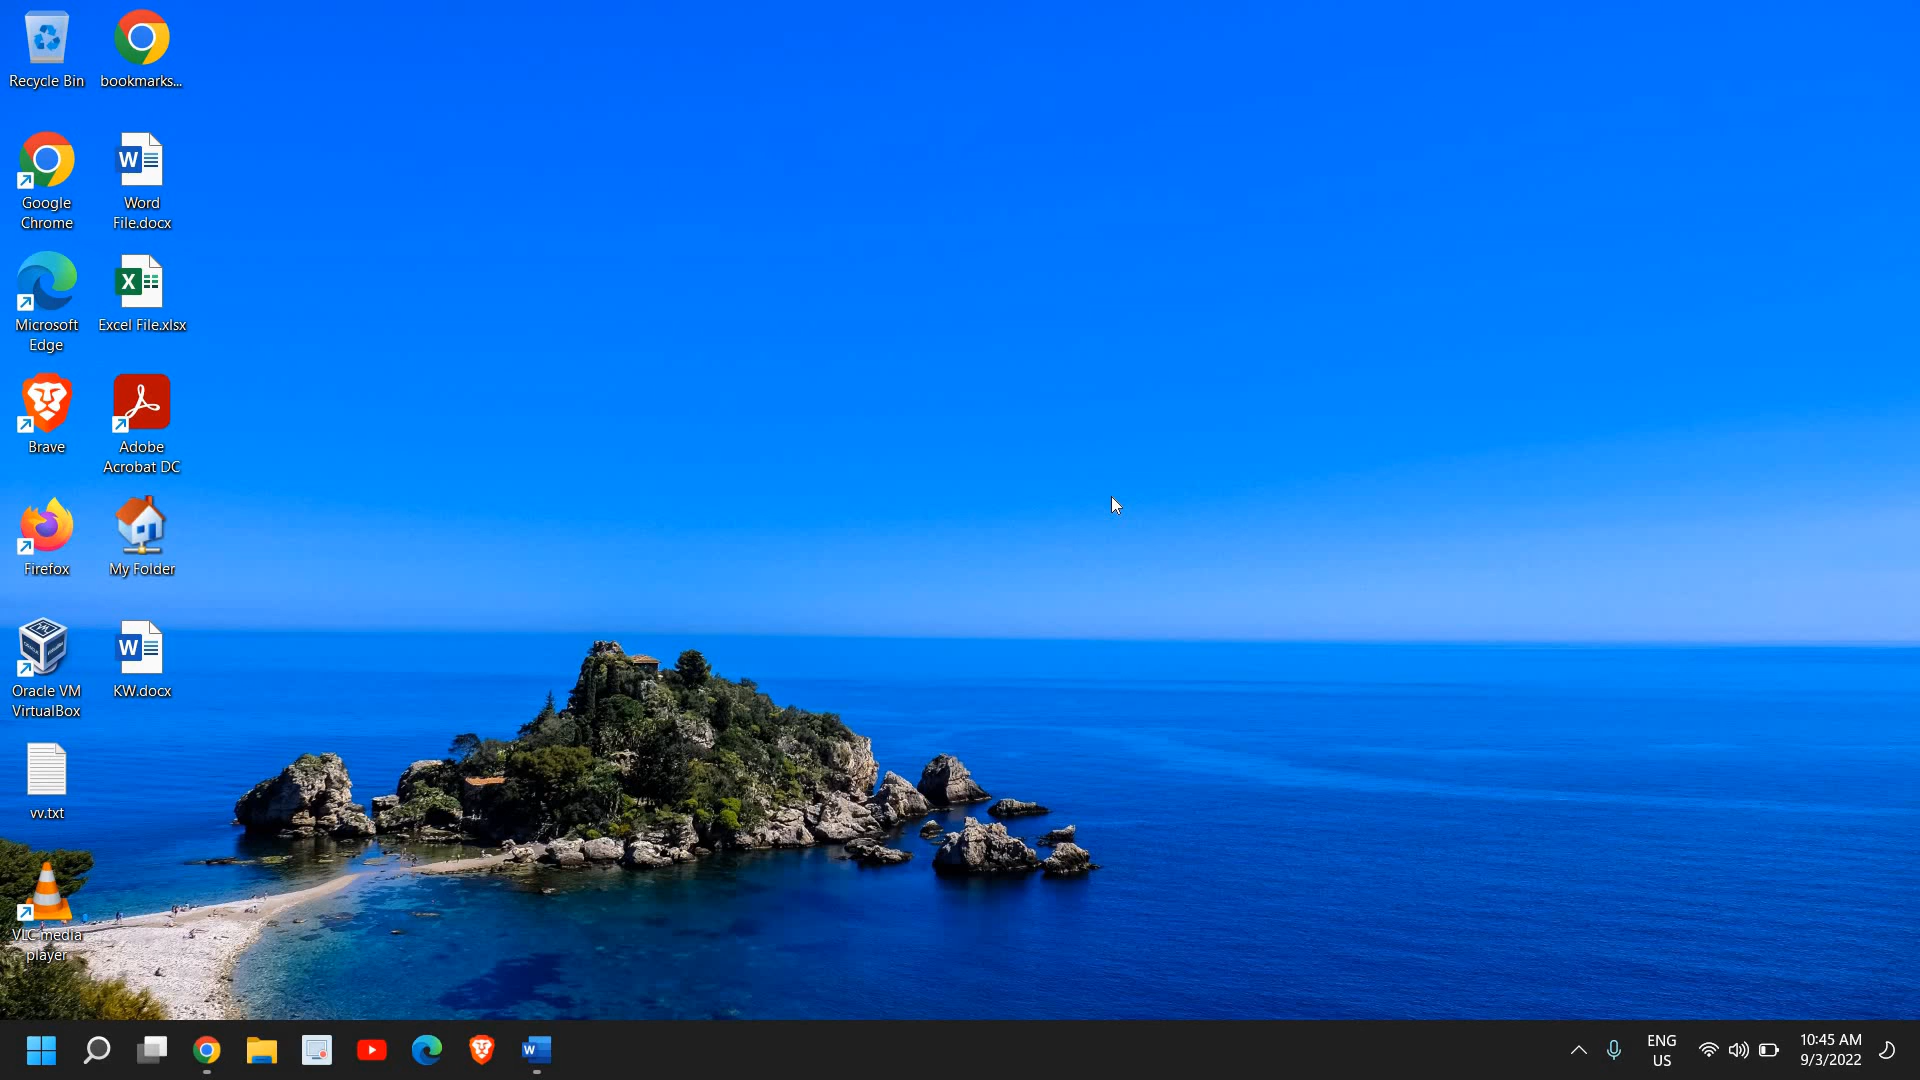 Recycle Bin
bookmarks...
Google
Chrome
Word
File.docx
Microsoft
Edge
Excel File.xlsx
Brave
Adobe
Acrobat DC
Firefox
My Folder
Oracle VM
VirtualBox
KW.docx
vv.txt
VLC media
player
ENG
US
10:45 AM
9/3/2022